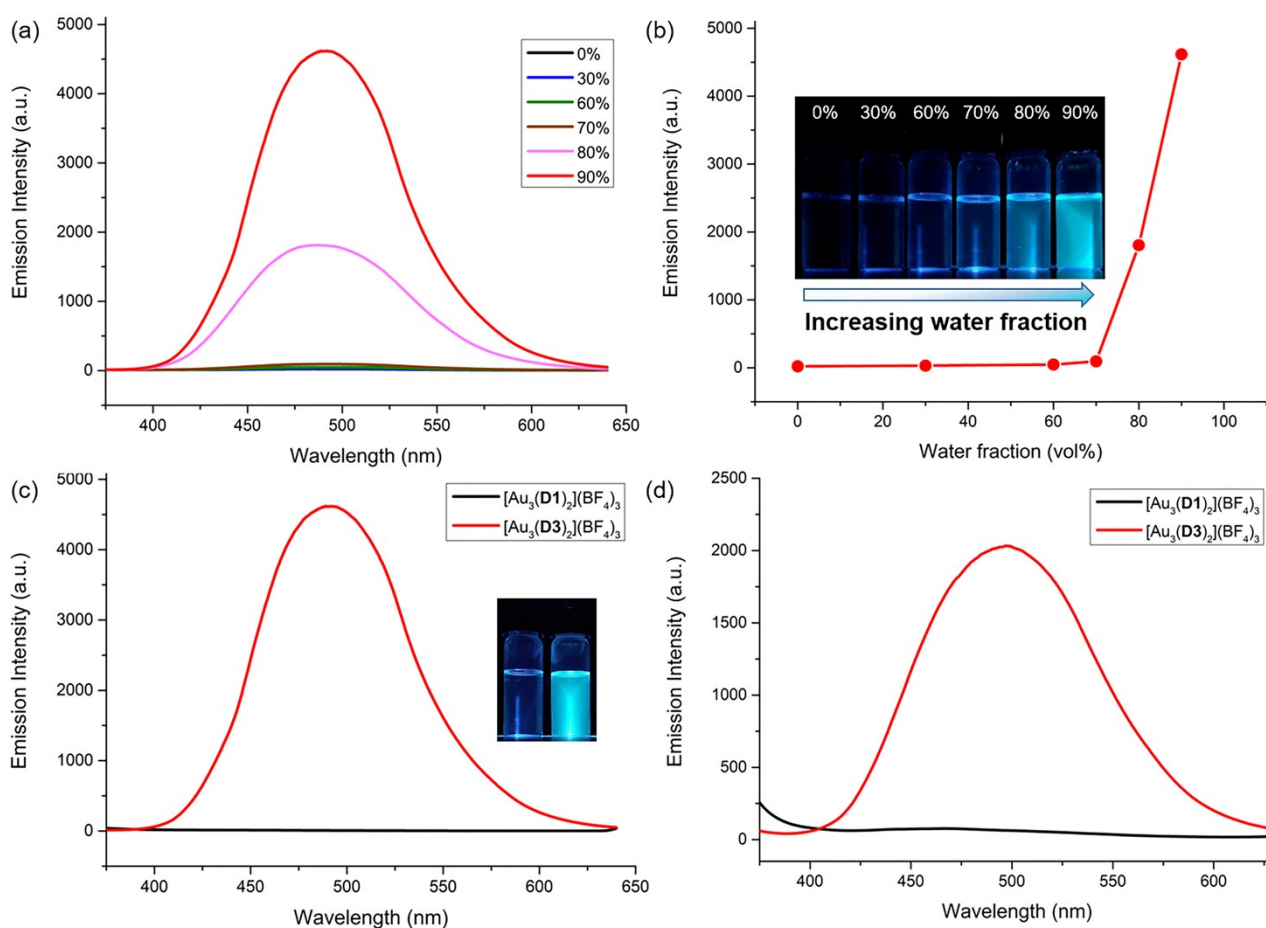 (a)
5000
4000
3000
2000
1000
0
400
450
500
550
600
650
Emission Intensity (a.u.)
Wavelength (nm)
0%
30%
60%
70%
80%
90%
(b)
5000
4000
3000
2000
1000
0
0
20
40
60
80
100
Emission Intensity (a.u.)
Water fraction (vol%)
0% 30% 60% 70% 80% 90%
Increasing water fraction
(c)
5000
4000
3000
2000
1000
0
400
450
500
550
600
650
Emission Intensity (a.u.)
Wavelength (nm)
[Au₃(D1)₂](BF₄)₃
[Au₃(D3)₂](BF₄)₃
(d)
2500
2000
1500
1000
500
0
400
450
500
550
600
Emission Intensity (a.u.)
Wavelength (nm)
[Au₃(D1)₂](BF₄)₃
[Au₃(D3)₂](BF₄)₃